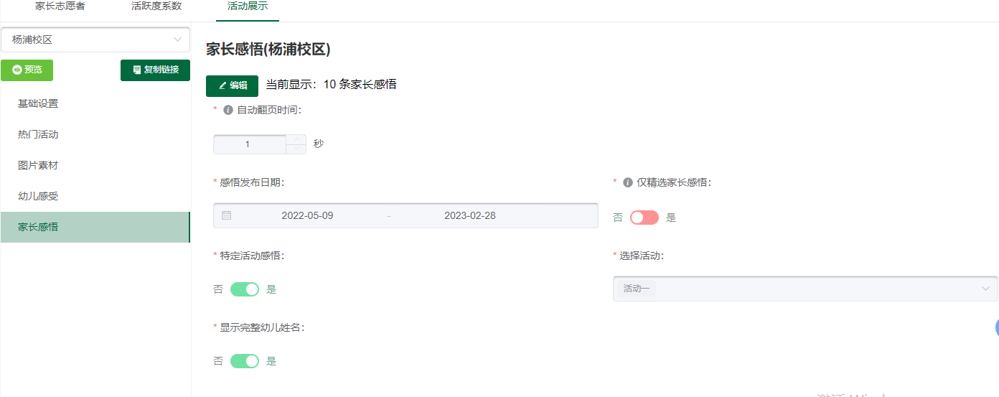 家长志愿者
活跃度系数
活动展示
杨浦校区
预览
复制链接
基础设置
热门活动
图片素材
幼儿感受
家长感悟
家长感悟(杨浦校区)
编辑
当前显示：10 条家长感悟
* 自动翻页时间：
1
秒
* 感悟发布日期：
* 仅精选家长感悟：
2022-05-09 - 2023-02-28
否
是
* 特定活动感悟：
* 选择活动：
否
是
活动一
* 显示完整幼儿姓名：
否
是